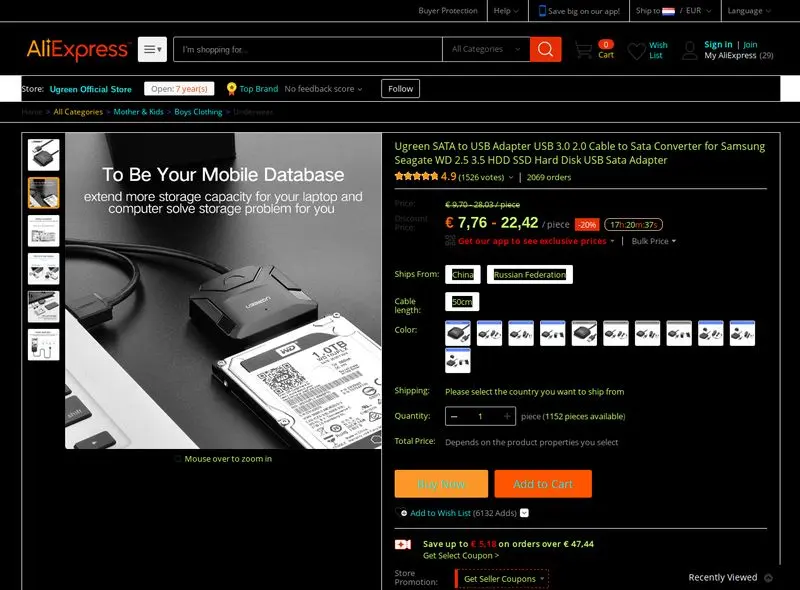 Buyer Protection
Help
Save big on our app!
Ship to / EUR
Language
AliExpress
I'm shopping for...
All Categories
0
Cart
Wish
List
Sign in | Join
My AliExpress (29)
Store: Ugreen Official Store
Open: 7 year(s)
Top Brand No feedback score
Follow
Home > All Categories > Mother & Kids > Boys Clothing > Underwear
To Be Your Mobile Database
extend more storage capacity for your laptop and
computer solve storage problem for you
UGREEN
WD
1.0TB
Mouse over to zoom in
Ugreen SATA to USB Adapter USB 3.0 2.0 Cable to Sata Converter for Samsung
Seagate WD 2.5 3.5 HDD SSD Hard Disk USB Sata Adapter
4.9 (1526 votes) | 2069 orders
Price: € 9,70 - 28,03 / piece
Discount
Price: € 7,76 - 22,42 / piece -20% 17h:20m:37s
Get our app to see exclusive prices | Bulk Price
Ships From: China Russian Federation
Cable
length: 50cm
Color:
Shipping: Please select the country you want to ship from
Quantity: – 1 + piece (1152 pieces available)
Total Price: Depends on the product properties you select
Buy Now
Add to Cart
Add to Wish List (6132 Adds)
Save up to € 5,18 on orders over € 47,44
Get Select Coupon >
Store
Promotion: Get Seller Coupons
Recently Viewed